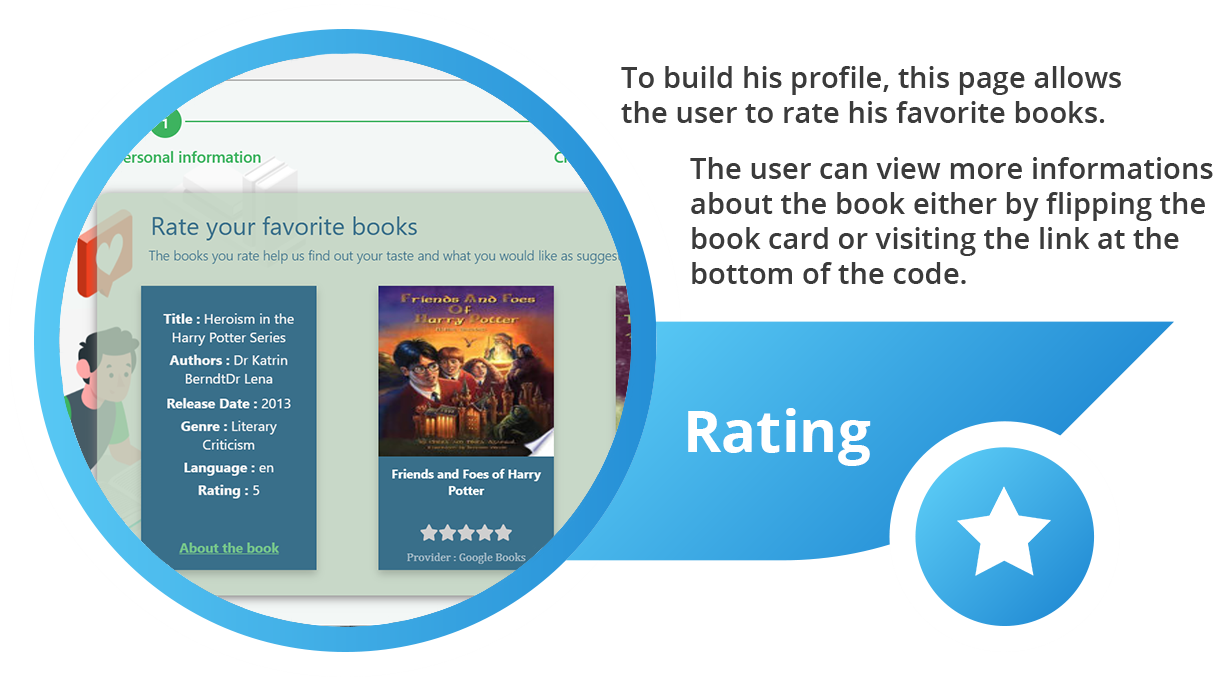 To build his profile, this page allows
the user to rate his favorite books.
The user can view more informations
about the book either by flipping the
book card or visiting the link at the
bottom of the code.
Rating
1
ersonal information
Rate your favorite books
The books you rate help us find out your taste and what you would like as sugges
Title : Heroism in the
Harry Potter Series
Authors : Dr Katrin
BerndtDr Lena
Release Date : 2013
Genre : Literary
Criticism
Language : en
Rating : 5
About the book
Friends And Foes
Of
Harry Potter
Friends and Foes of Harry
Potter
Provider : Google Books